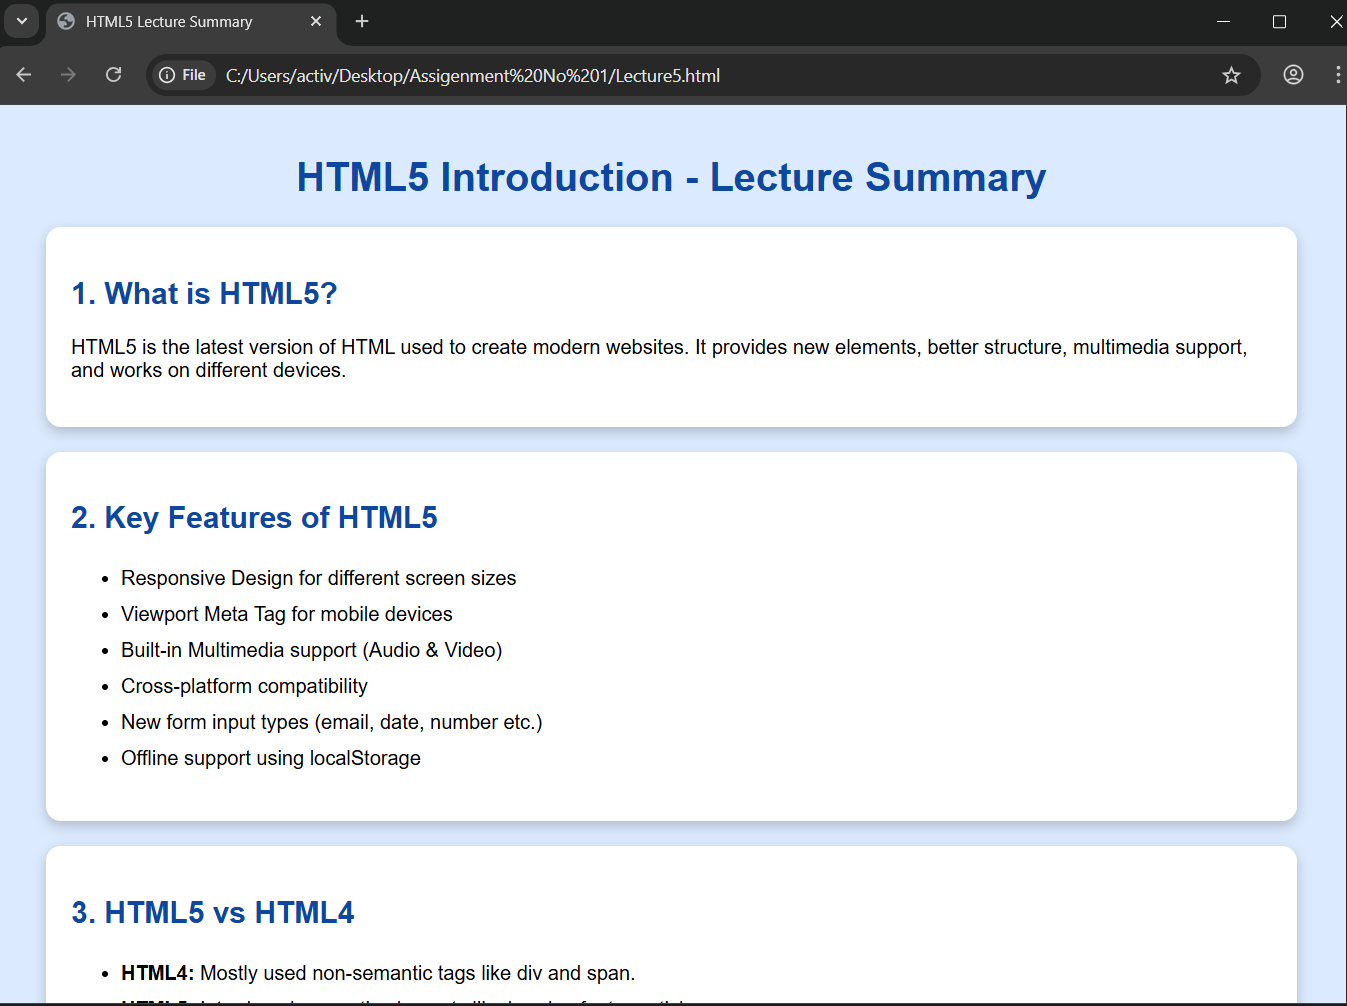 HTML5 Lecture Summary
File C:/Users/activ/Desktop/Assigenment%20No%201/Lecture5.html
HTML5 Introduction - Lecture Summary
1. What is HTML5?
HTML5 is the latest version of HTML used to create modern websites. It provides new elements, better structure, multimedia support,
and works on different devices.
2. Key Features of HTML5
• Responsive Design for different screen sizes
• Viewport Meta Tag for mobile devices
• Built-in Multimedia support (Audio & Video)
• Cross-platform compatibility
• New form input types (email, date, number etc.)
• Offline support using localStorage
3. HTML5 vs HTML4
• HTML4: Mostly used non-semantic tags like div and span.